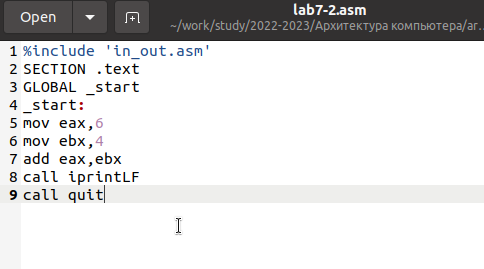 Open
lab7-2.asm
~/work/study/2022-2023/Архитектура компьютера/ar…
1 %include 'in_out.asm'
2 SECTION .text
3 GLOBAL _start
4 _start:
5 mov eax,6
6 mov ebx,4
7 add eax,ebx
8 call iprintLF
9 call quit